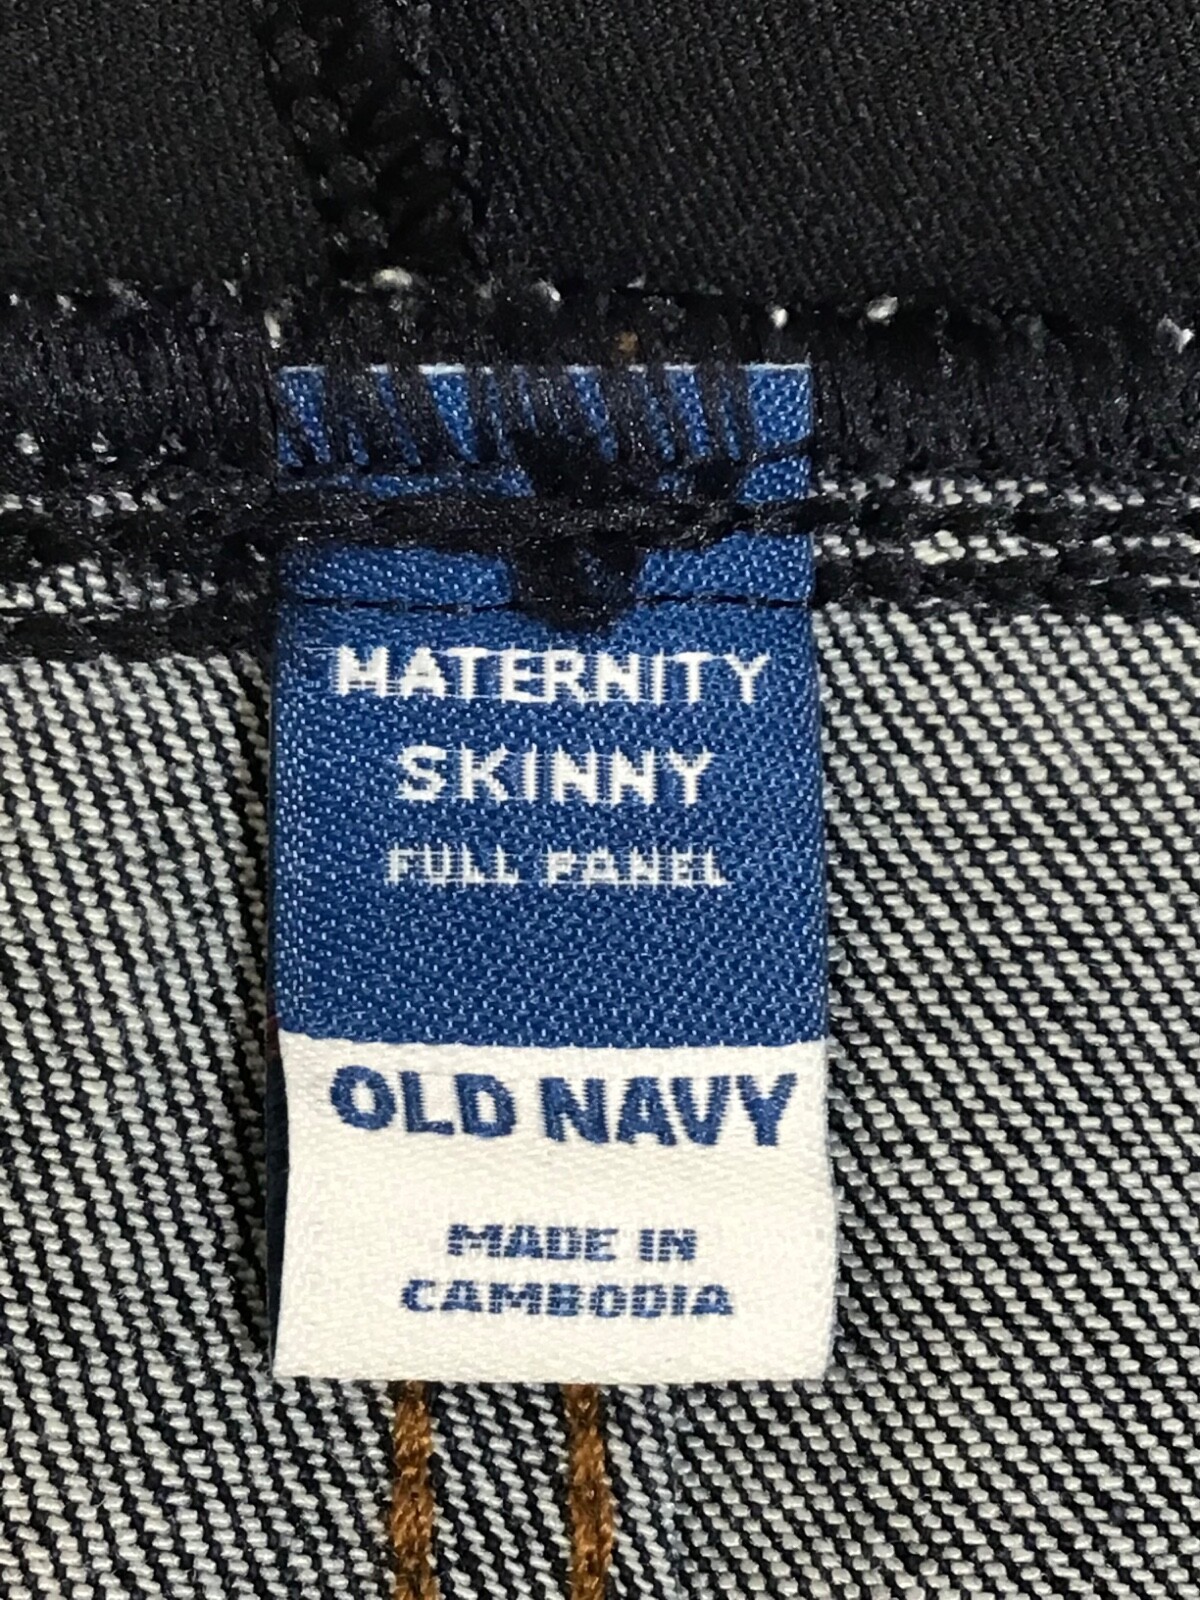 MATERNITY
SKINNY
FULL PANEL
OLD NAVY
MADE IN
CAMBODIA